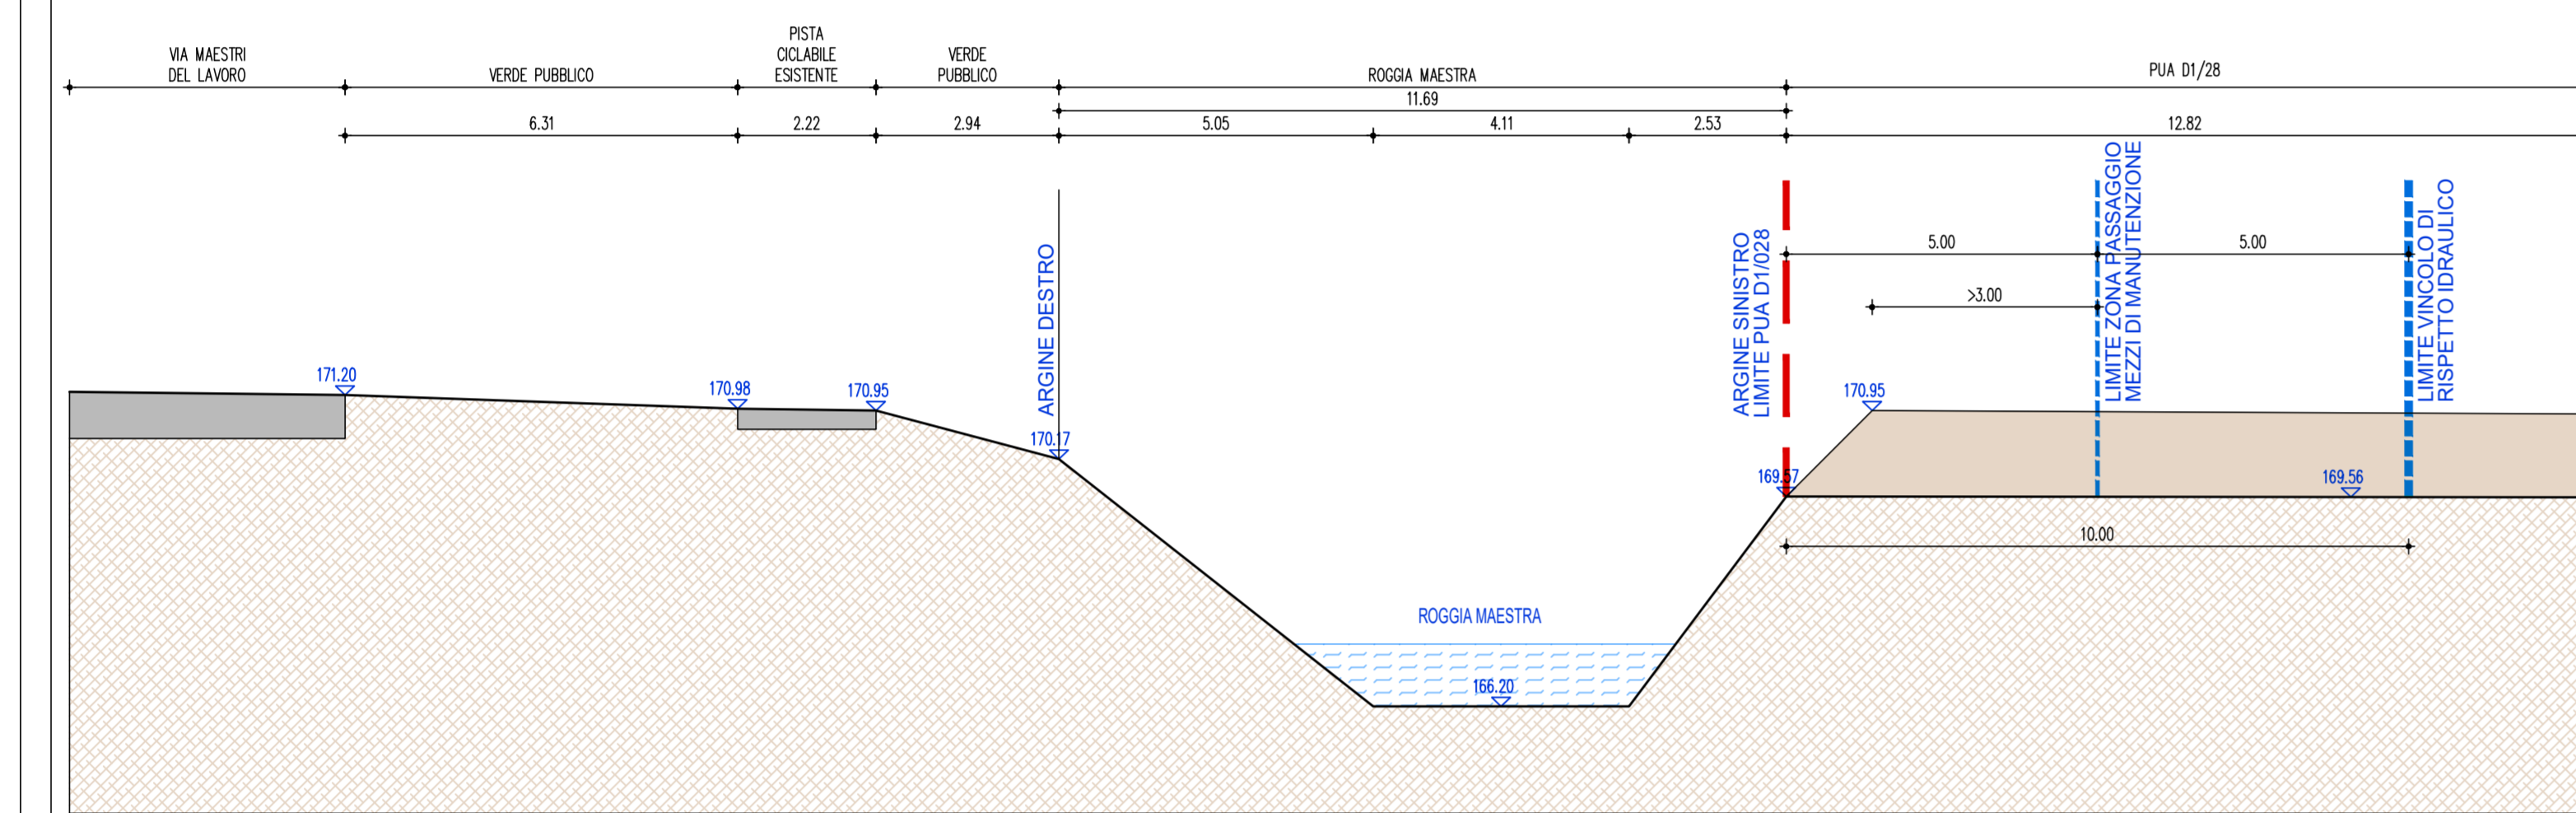 VIA MAESTRI
DEL LAVORO
VERDE PUBBLICO
PISTA
CICLABILE
ESISTENTE
VERDE
PUBBLICO
ROGGIA MAESTRA
PUA D1/28
11.69
6.31
2.22
2.94
5.05
4.11
2.53
12.82
ARGINE DESTRO
ARGINE SINISTRO
LIMITE PUA D1/028
LIMITE ZONA PASSAGGIO
MEZZI DI MANUTENZIONE
LIMITE VINCOLO DI
RISPETTO IDRAULICO
5.00
5.00
>3.00
171.20
170.98
170.95
170.17
170.95
169.57
169.56
10.00
ROGGIA MAESTRA
166.20